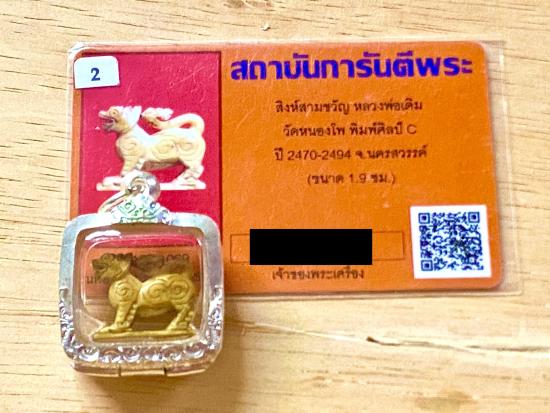 2
สถาบันการันตีพระ
สิงห์สามขวัญ หลวงพ่อเดิม
วัดหนองโพ พิมพ์ศิลป์ C
ปี 2470-2494 จ.นครสวรรค์
(ขนาด 1.9 ซม.)
เจ้าของพระเครื่อง